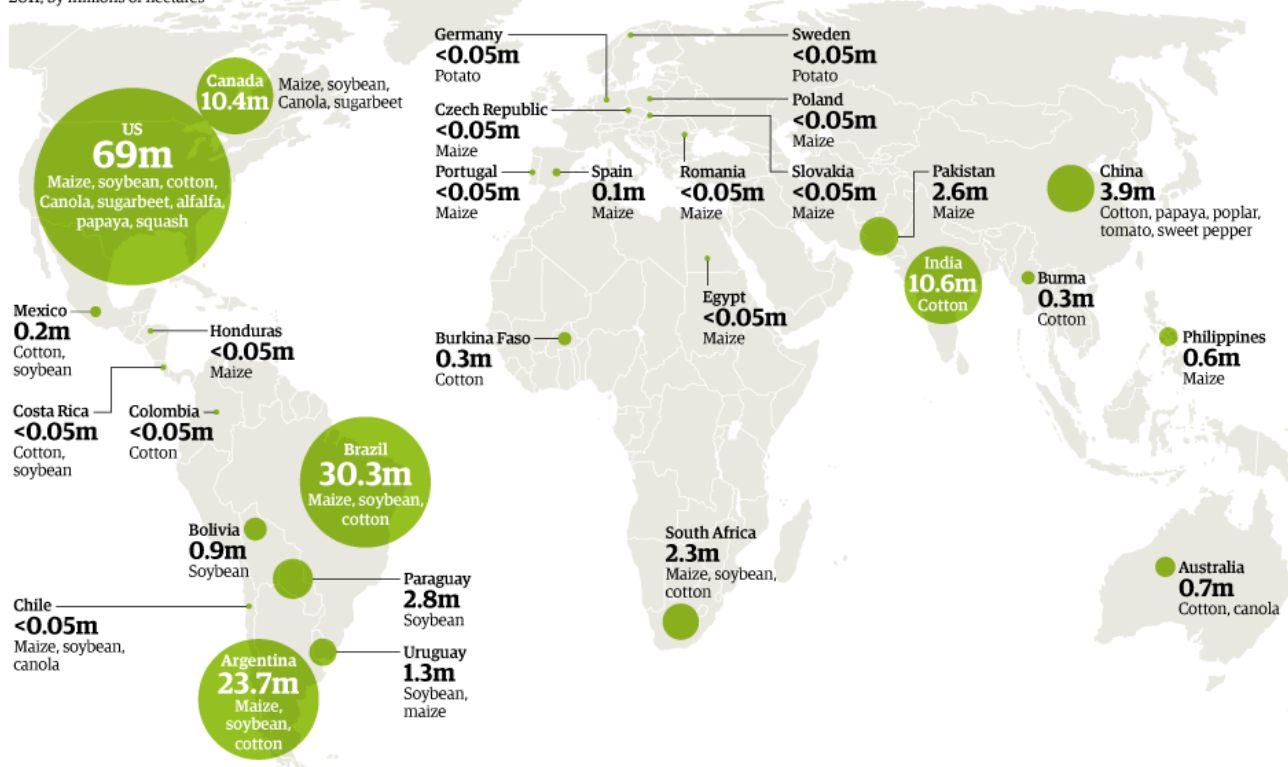 2011, by millions of hectares
Canada
10.4m
Maize, soybean,
Canola, sugarbeet
US
69m
Maize, soybean, cotton,
Canola, sugarbeet, alfalfa,
papaya, squash
Mexico
0.2m
Cotton,
soybean
Honduras
<0.05m
Maize
Costa Rica
<0.05m
Cotton,
soybean
Colombia
<0.05m
Cotton
Brazil
30.3m
Maize, soybean,
cotton
Bolivia
0.9m
Soybean
Paraguay
2.8m
Soybean
Chile
<0.05m
Maize, soybean,
canola
Argentina
23.7m
Maize,
soybean,
cotton
Uruguay
1.3m
Soybean,
maize
Germany
<0.05m
Potato
Czech Republic
<0.05m
Maize
Portugal
<0.05m
Maize
Spain
0.1m
Maize
Romania
<0.05m
Maize
Sweden
<0.05m
Potato
Poland
<0.05m
Maize
Slovakia
<0.05m
Maize
Pakistan
2.6m
Maize
China
3.9m
Cotton, papaya, poplar,
tomato, sweet pepper
India
10.6m
Cotton
Burma
0.3m
Cotton
Philippines
0.6m
Maize
Egypt
<0.05m
Maize
Burkina Faso
0.3m
Cotton
South Africa
2.3m
Maize, soybean,
cotton
Australia
0.7m
Cotton, canola